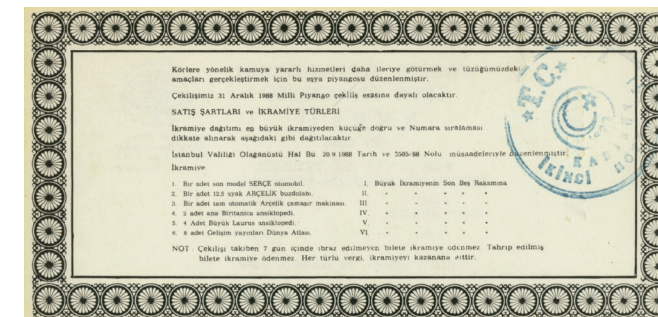 Körlere yönelik kamuya yararlı hizmetleri daha ileriye götürmek ve tüzüğümüzdeki
amaçları gerçekleştirmek için bu eşya piyangosu düzenlenmiştir.
Çekilişimiz 31 Aralık 1988 Milli Piyango çekiliş esasına dayalı olacaktır.
SATIŞ ŞARTLARI ve İKRAMİYE TÜRLERİ
İkramiye dağıtımı en büyük ikramiyeden küçüğe doğru ve Numara sıralaması
dikkate alınarak aşağıdaki gibi dağıtılacaktır.
İstanbul Valiliği Olağanüstü Hal Bu. 20.9.1988 Tarih ve 5505-88 Nolu müsaadeleriyle düzenlenmiştir.
İkramiye
1. Bir adet son model SERÇE otomobil. I. Büyük İkramiyenin Son Beş Rakamına
2. Bir adet 12,5 ayak ARÇELİK buzdolabı. II. " " " " "
3. Bir adet tam otomatik Arçelik çamaşır makinası. III. " " " " "
4. 2 adet ana Biritanica ansiklopedi. IV. " " " " "
5. 4 Adet Büyük Laurus ansiklopedi. V. " " " " "
6. 8 adet Gelişim yayınları Dünya Atlası. VI. " " " " "
NOT : Çekilişi takiben 7 gün içinde ibraz edilmeyen bilete ikramiye ödenmez. Tahrip edilmiş
bilete ikramiye ödenmez. Her türlü vergi, ikramiyeyi kazanana aittir.
T.C.
İKİNCİ